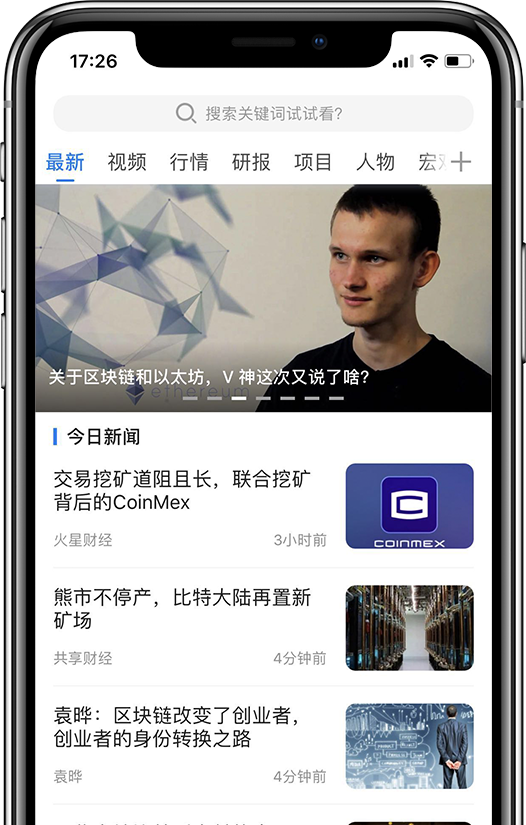 17:26
搜索关键词试试看?
最新 视频 行情 研报 项目 人物 宏
ethereum
关于区块链和以太坊，V 神这次又说了啥?
今日新闻
交易挖矿道阻且长，联合挖矿
背后的CoinMex
火星财经 3小时前
COINMEX
熊市不停产，比特大陆再置新
矿场
共享财经 4分钟前
袁晔：区块链改变了创业者，
创业者的身份转换之路
袁晔 4分钟前